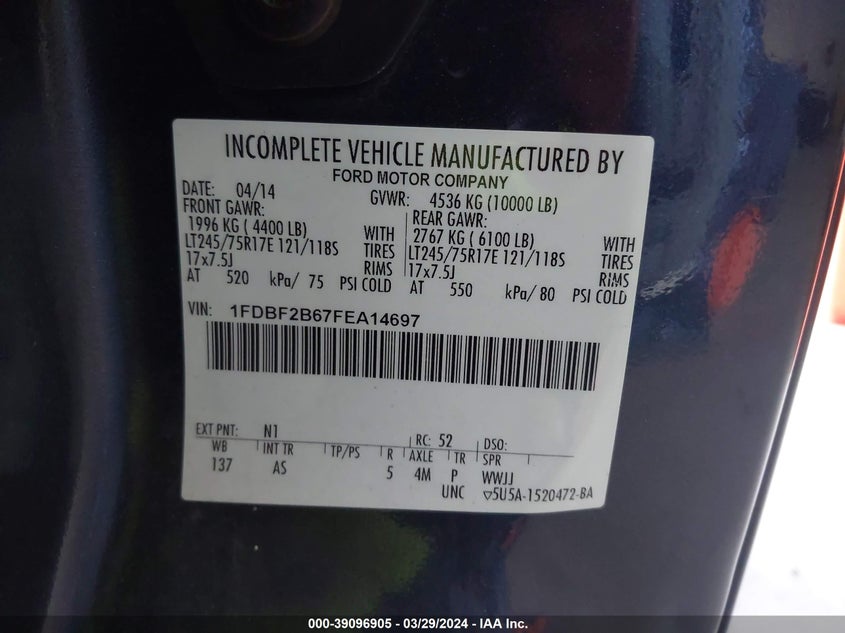 INCOMPLETE VEHICLE MANUFACTURED BY
FORD MOTOR COMPANY
DATE: 04/14 GVWR: 4536 KG (10000 LB)
FRONT GAWR: REAR GAWR:
1996 KG ( 4400 LB) WITH 2767 KG ( 6100 LB) WITH
LT245/75R17E 121/118S TIRES LT245/75R17E 121/118S TIRES
17x7.5J RIMS 17x7.5J RIMS
AT 520 kPa/ 75 PSI COLD AT 550 kPa/ 80 PSI COLD
VIN: 1FDBF2B67FEA14697
EXT PNT: N1 RC: 52 DSO:
WB INT TR TP/PS R AXLE TR SPR
137 AS 5 4M P WWJJ
UNC ▽5U5A-1520472-BA
000-39096905 - 03/29/2024 - IAA Inc.